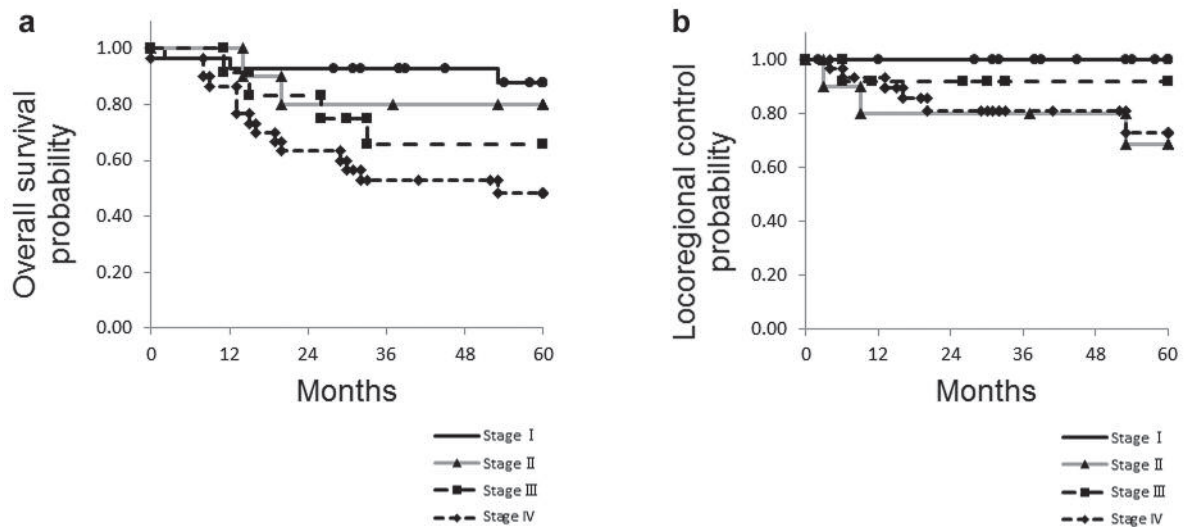 a
Overall survival
probability
1.00
0.80
0.60
0.40
0.20
1.00
0 12 24 36 48 60
Months
Stage Ⅰ
Stage Ⅱ
Stage Ⅲ
Stage Ⅳ
b
Locoregional control
probability
1.00
0.80
0.60
0.40
0.20
0.00
0 12 24 36 48 60
Months
Stage Ⅰ
Stage Ⅱ
Stage Ⅲ
Stage Ⅳ